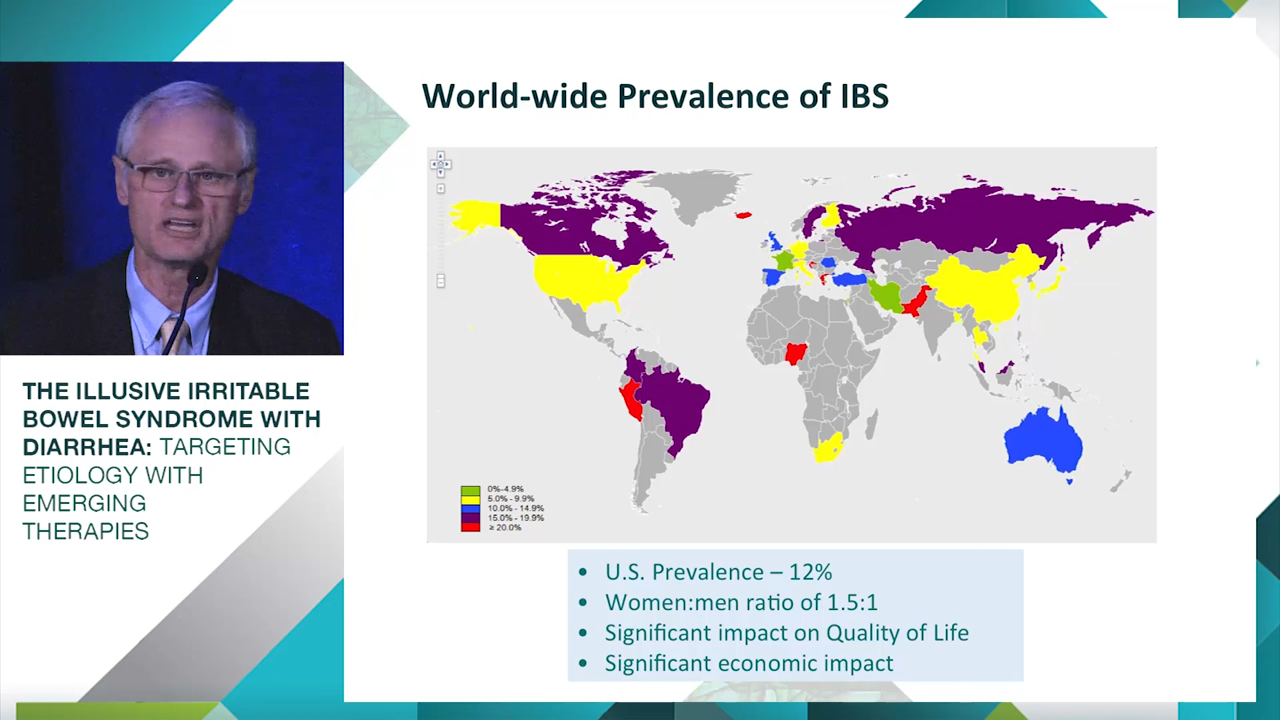 World-wide Prevalence of IBS
0%-4.9%
5.0% - 9.9%
10.0% - 14.9%
15.0% - 19.9%
≥ 20.0%
• U.S. Prevalence – 12%
• Women:men ratio of 1.5:1
• Significant impact on Quality of Life
• Significant economic impact
THE ILLUSIVE IRRITABLE
BOWEL SYNDROME WITH
DIARRHEA: TARGETING
ETIOLOGY WITH
EMERGING
THERAPIES